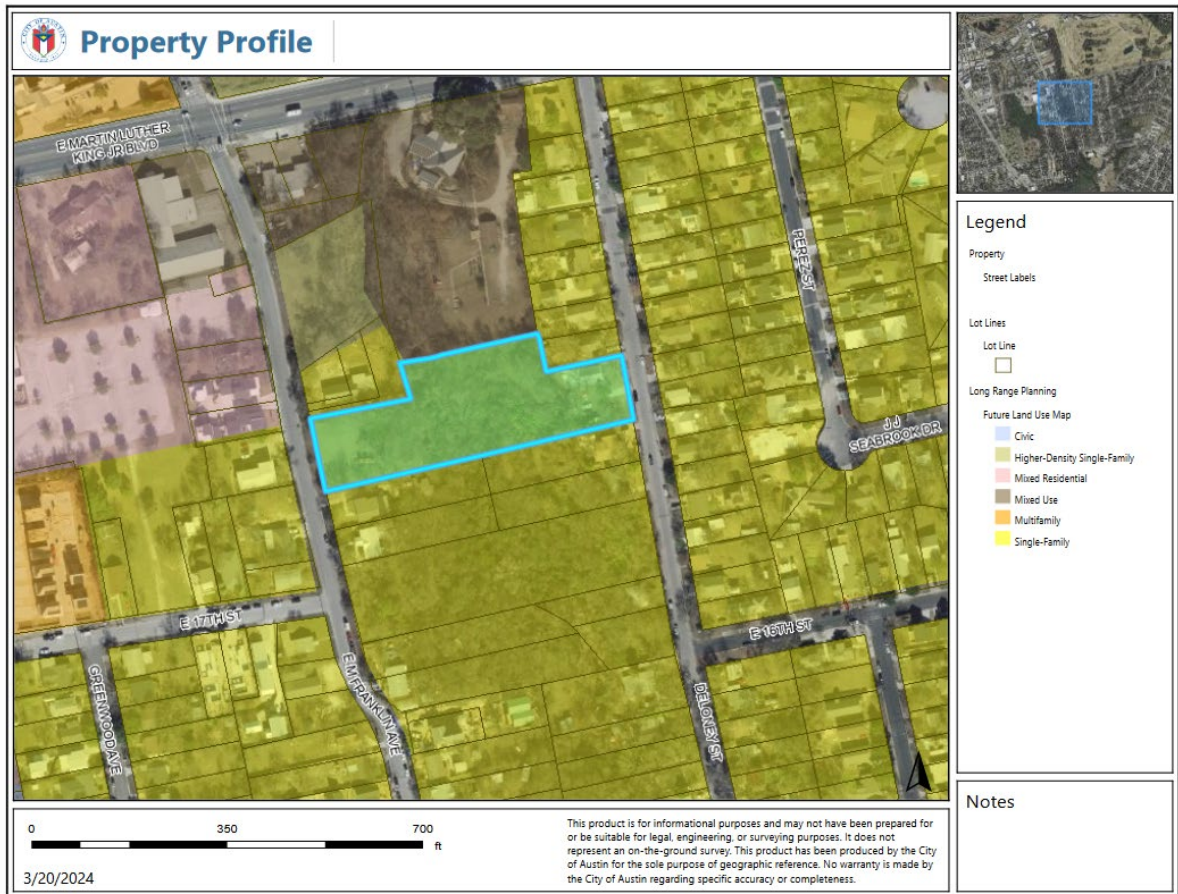 Property Profile
E MARTIN LUTHER
KING JR BLVD
PEREZ ST
J J
SEABROOK DR
E 17TH ST
E 16TH ST
GREENWOOD AVE
E M FRANKLIN AVE
DELONEY ST
Legend
Property
Street Labels
Lot Lines
Lot Line
Long Range Planning
Future Land Use Map
Civic
Higher-Density Single-Family
Mixed Residential
Mixed Use
Multifamily
Single-Family
Notes
0 350 700
ft
3/20/2024
This product is for informational purposes and may not have been prepared for
or be suitable for legal, engineering, or surveying purposes. It does not
represent an on-the-ground survey. This product has been produced by the City
of Austin for the sole purpose of geographic reference. No warranty is made by
the City of Austin regarding specific accuracy or completeness.